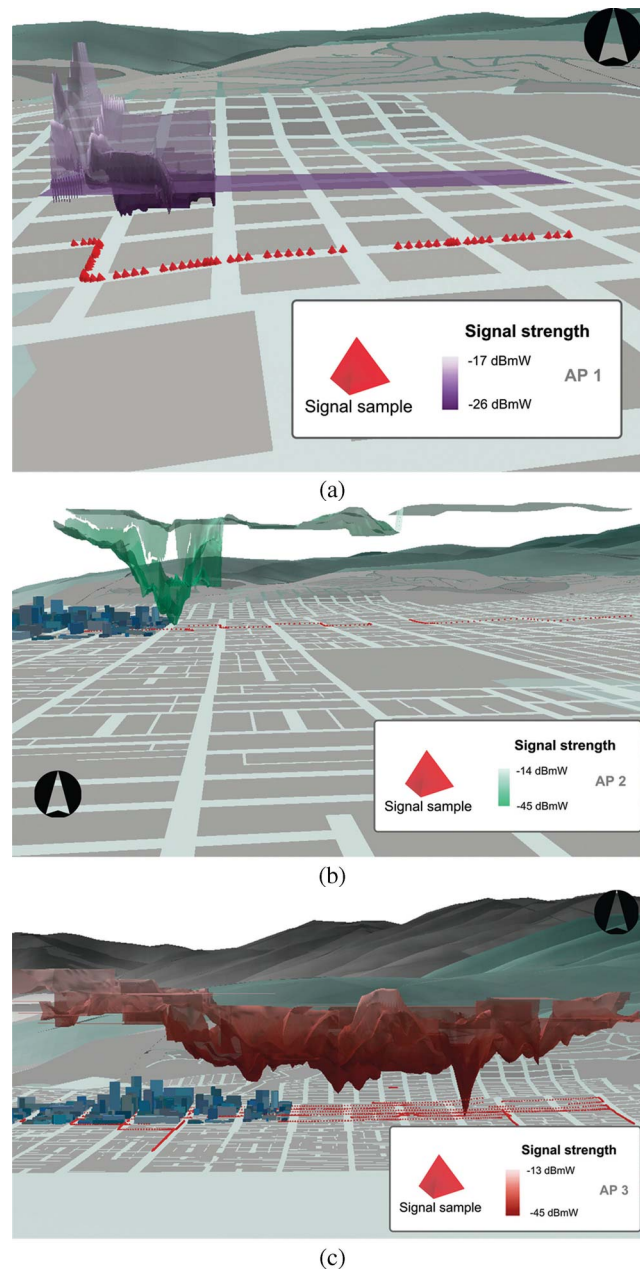 Signal strength
-17 dBmW
AP 1
-26 dBmW
Signal sample
(a)
Signal strength
-14 dBmW
AP 2
-45 dBmW
Signal sample
(b)
Signal strength
-13 dBmW
AP 3
-45 dBmW
Signal sample
(c)